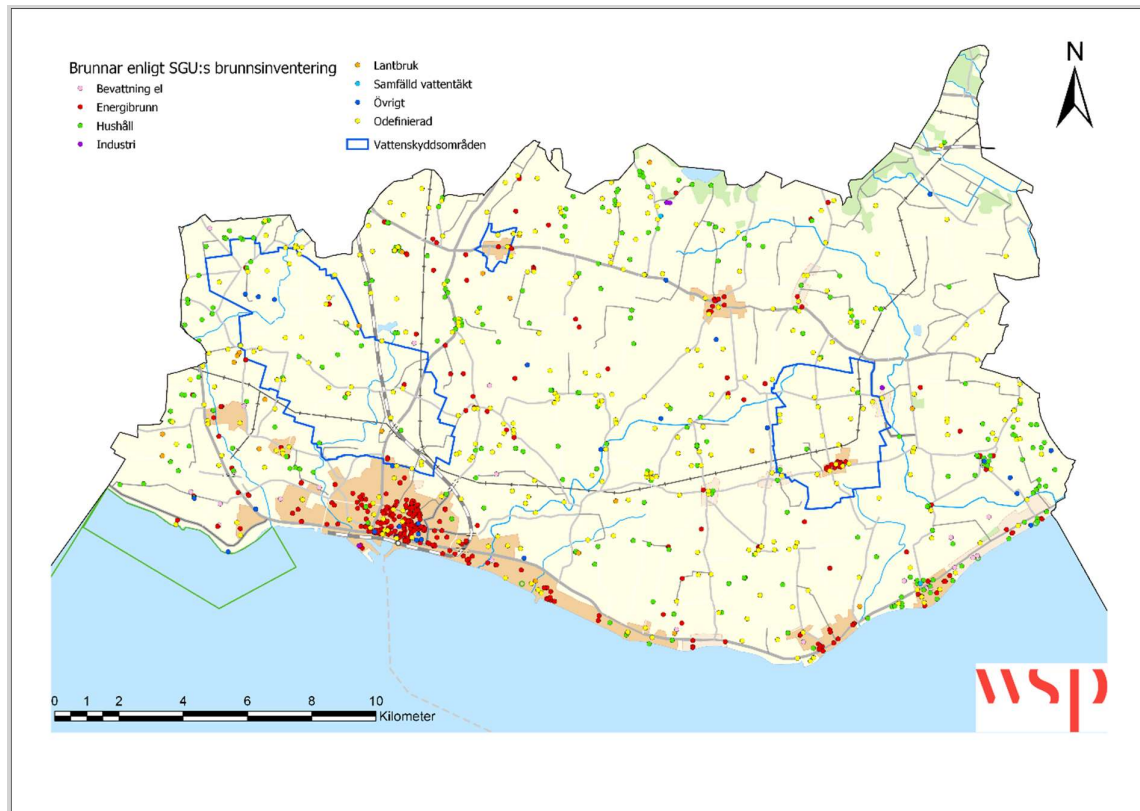 Brunnar enligt SGU:s brunnsinventering
Bevattning el
Energibrunn
Hushåll
Industri
Lantbruk
Samfälld vattentäkt
Övrigt
Odefinierad
Vattenskyddsområden
N
0 1 2 4 6 8 10
Kilometer
wsp